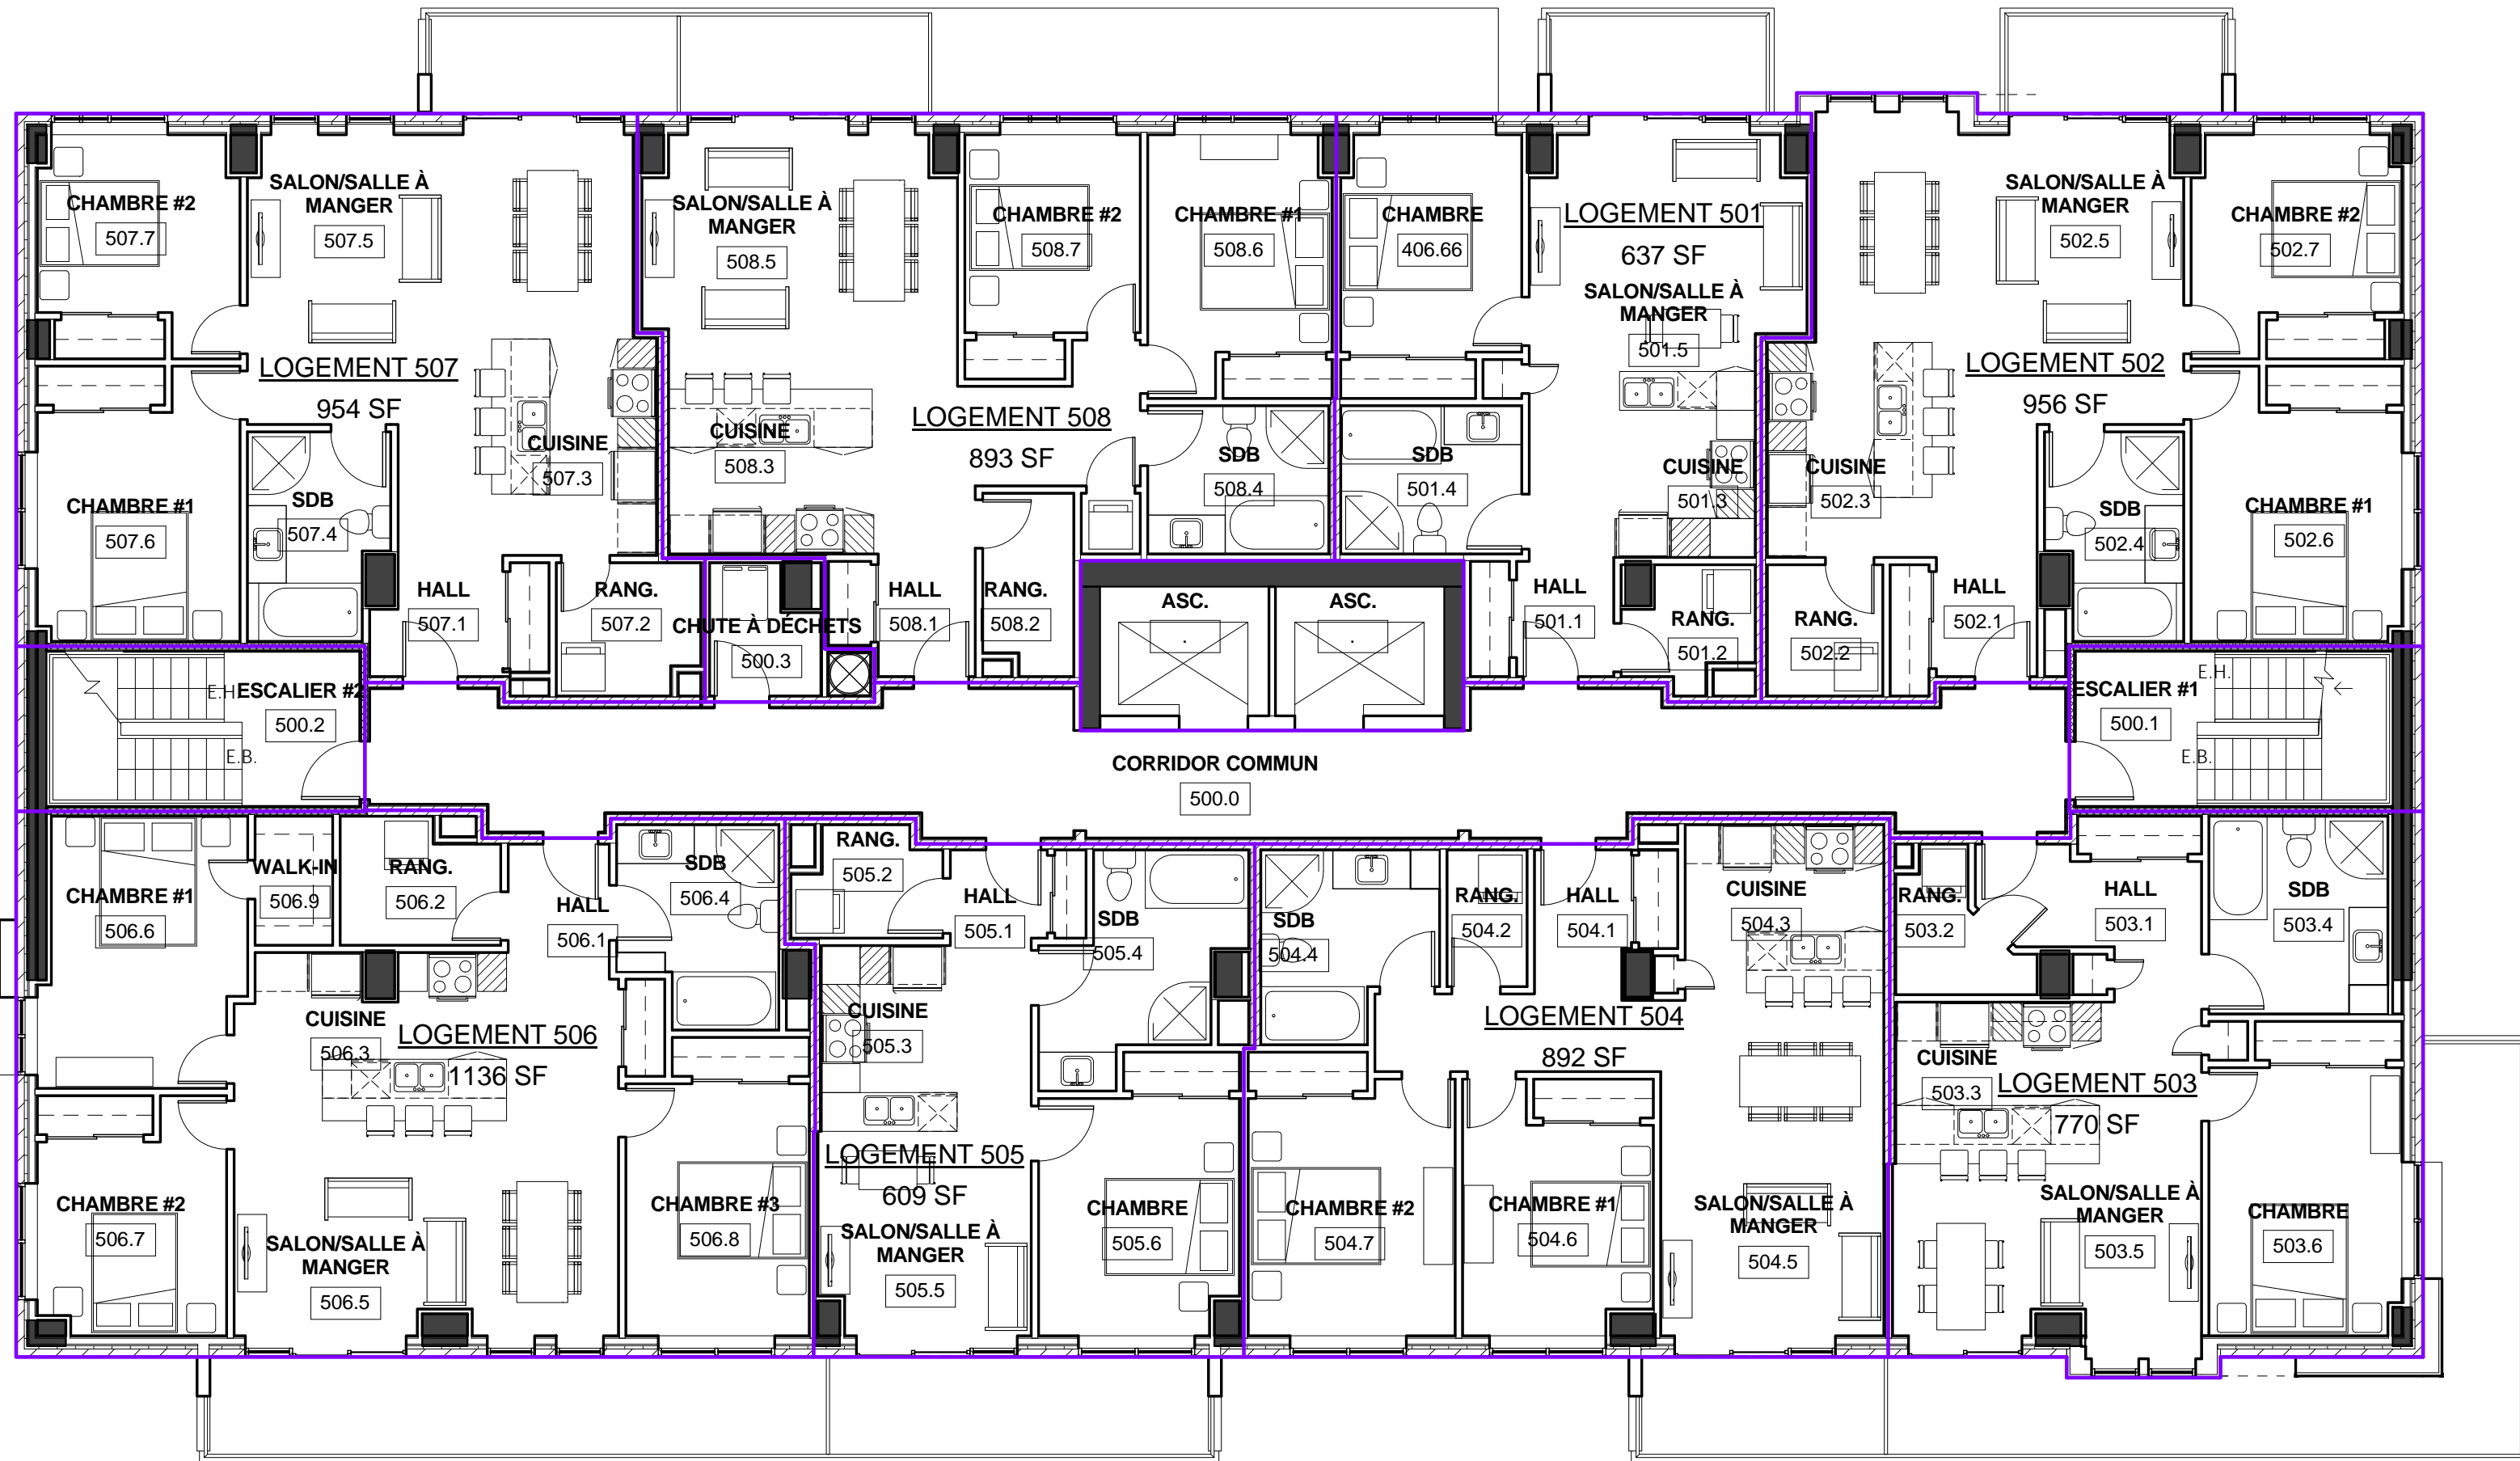 CHAMBRE #2
507.7
SALON/SALLE À
MANGER
507.5
LOGEMENT 507
954 SF
CUISINE
507.3
CHAMBRE #1
507.6
SDB
507.4
HALL
507.1
RANG.
507.2
SALON/SALLE À
MANGER
508.5
CHAMBRE #2
508.7
CHAMBRE #1
508.6
LOGEMENT 508
893 SF
CUISINE
508.3
SDB
508.4
HALL
508.1
RANG.
508.2
CHUTE À DÉCHETS
500.3
CHAMBRE
406.66
LOGEMENT 501
637 SF
SALON/SALLE À
MANGER
501.5
SDB
501.4
CUISINE
501.3
HALL
501.1
RANG.
501.2
ASC.
.
ASC.
.
SALON/SALLE À
MANGER
502.5
CHAMBRE #2
502.7
LOGEMENT 502
956 SF
CUISINE
502.3
SDB
502.4
CHAMBRE #1
502.6
RANG.
502.2
HALL
502.1
E.H.
ESCALIER #2
500.2
E.B.
ESCALIER #1
500.1
E.H.
E.B.
CORRIDOR COMMUN
500.0
CHAMBRE #1
506.6
WALK-IN
506.9
RANG.
506.2
HALL
506.1
SDB
506.4
CUISINE
506.3
LOGEMENT 506
1136 SF
CHAMBRE #2
506.7
SALON/SALLE À
MANGER
506.5
CHAMBRE #3
506.8
RANG.
505.2
HALL
505.1
SDB
505.4
CUISINE
505.3
LOGEMENT 505
609 SF
SALON/SALLE À
MANGER
505.5
CHAMBRE
505.6
SDB
504.4
RANG.
504.2
HALL
504.1
CUISINE
504.3
LOGEMENT 504
892 SF
CHAMBRE #2
504.7
CHAMBRE #1
504.6
SALON/SALLE À
MANGER
504.5
RANG.
503.2
HALL
503.1
SDB
503.4
CUISINE
503.3
LOGEMENT 503
770 SF
SALON/SALLE À
MANGER
503.5
CHAMBRE
503.6